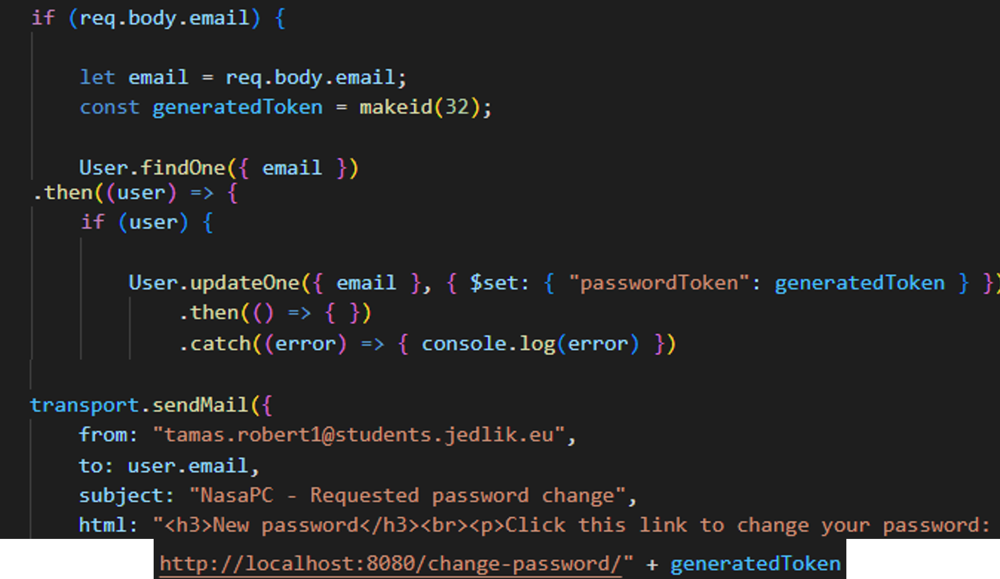 if (req.body.email) {
let email = req.body.email;
const generatedToken = makeid(32);
User.findOne({ email })
.then((user) => {
if (user) {
User.updateOne({ email }, { $set: { "passwordToken": generatedToken } })
.then(() => { })
.catch((error) => { console.log(error) })
transport.sendMail({
from: "tamas.robert1@students.jedlik.eu",
to: user.email,
subject: "NasaPC - Requested password change",
html: "<h3>New password</h3><br><p>Click this link to change your password:
http://localhost:8080/change-password/" + generatedToken